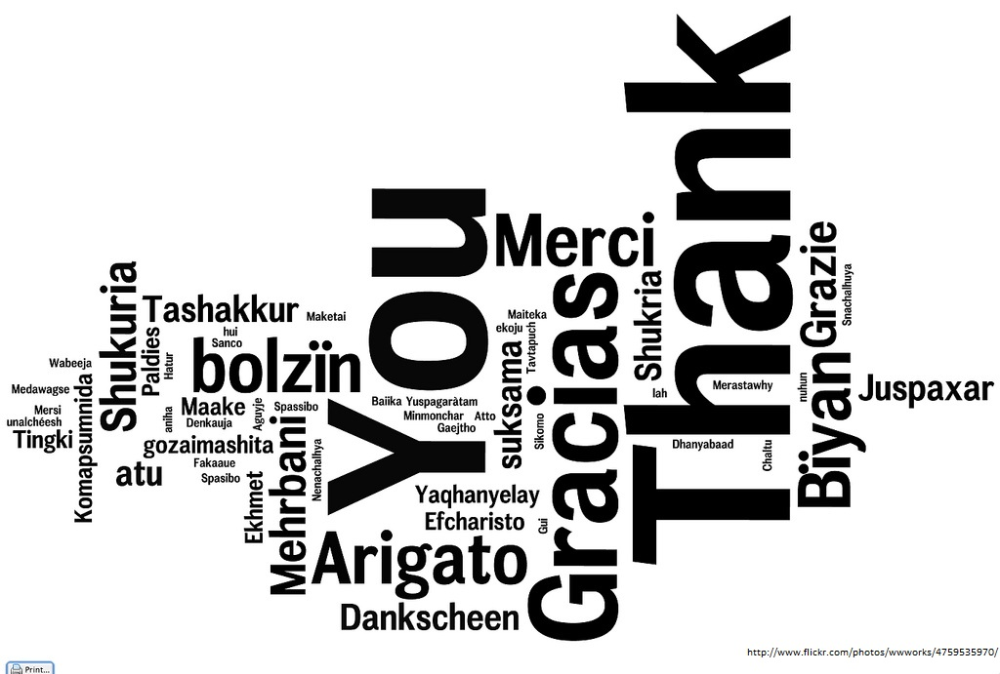 Thank
You
Gracias
Merci
Arigato
Shukria
Grazie
Biyan
Juspaxar
Snachalhuya
nuhun
Merastawhy
lah
Dhanyabaad
Chaltu
Maketai
Tashakkur
hui
Sanco
bolzïn
Shukuria
Paldies
Hatur
Wabeeja
Medawagse
Mersi
unalchéesh
Tingki
Komapsumnida
aniha
Maake
Denkauja
Aguyje
Spassibo
gozaimashita
Fakaaue
Spasibo
atu
Ekhmet
Mehrbani
Nenachalhya
Baiika
Yuspagaràtam
Minmonchar
Atto
Gaejtho
Maiteka
ekoju
Tavtapuch
suksama
Sikomo
Yaqhanyelay
Efcharisto
Gui
Dankscheen
http://www.flickr.com/photos/wwworks/4759535970/
Print...